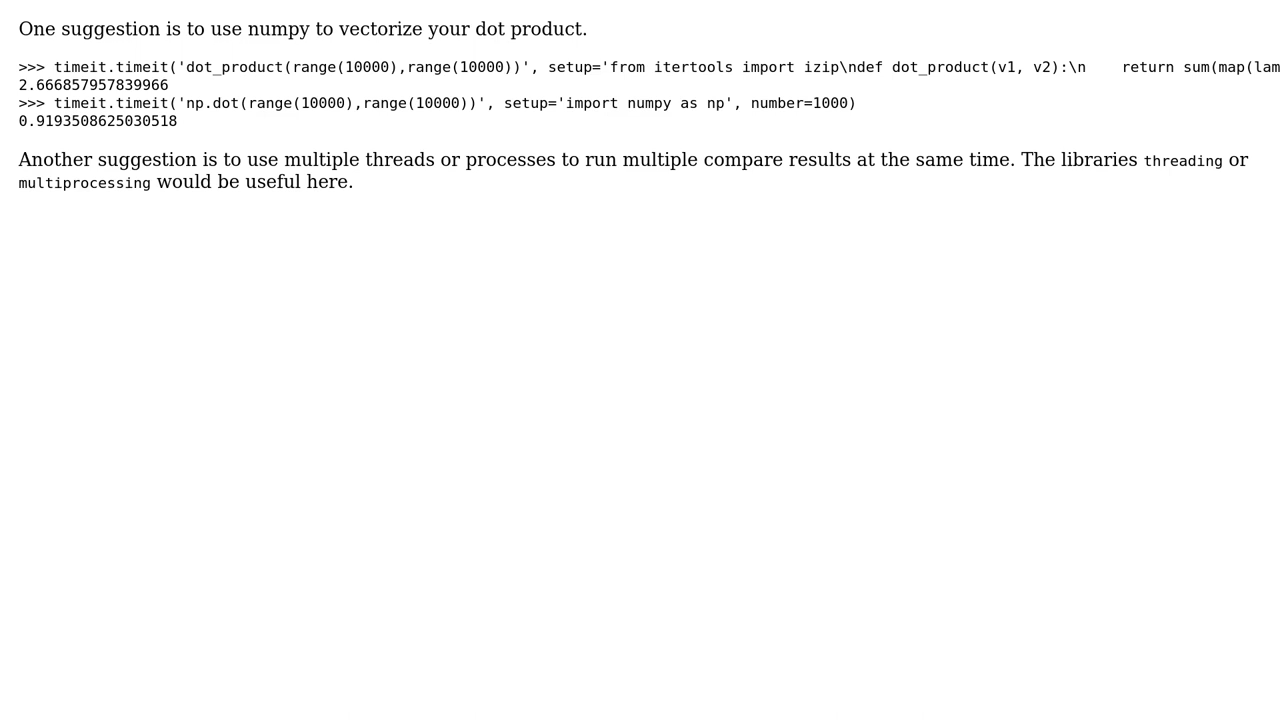 One suggestion is to use numpy to vectorize your dot product.
>>> timeit.timeit('dot_product(range(10000),range(10000))', setup='from itertools import izip\ndef dot_product(v1, v2):\n    return sum(map(lam
2.666857957839966
>>> timeit.timeit('np.dot(range(10000),range(10000))', setup='import numpy as np', number=1000)
0.9193508625030518
Another suggestion is to use multiple threads or processes to run multiple compare results at the same time. The libraries threading or
multiprocessing would be useful here.